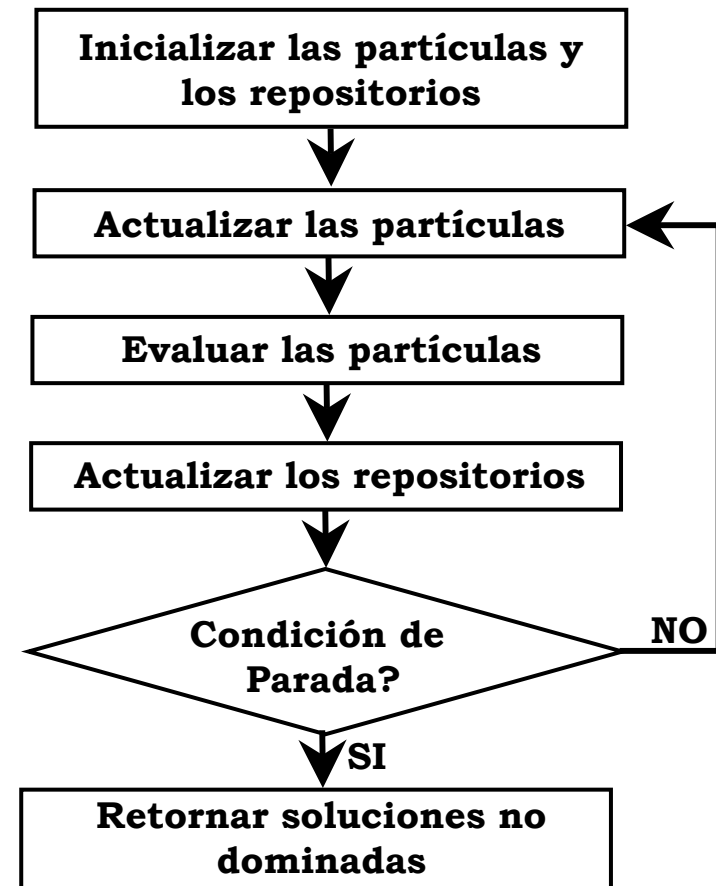 Inicializar las partículas y
los repositorios
Actualizar las partículas
Evaluar las partículas
Actualizar los repositorios
Condición de
Parada?
NO
SI
Retornar soluciones no
dominadas